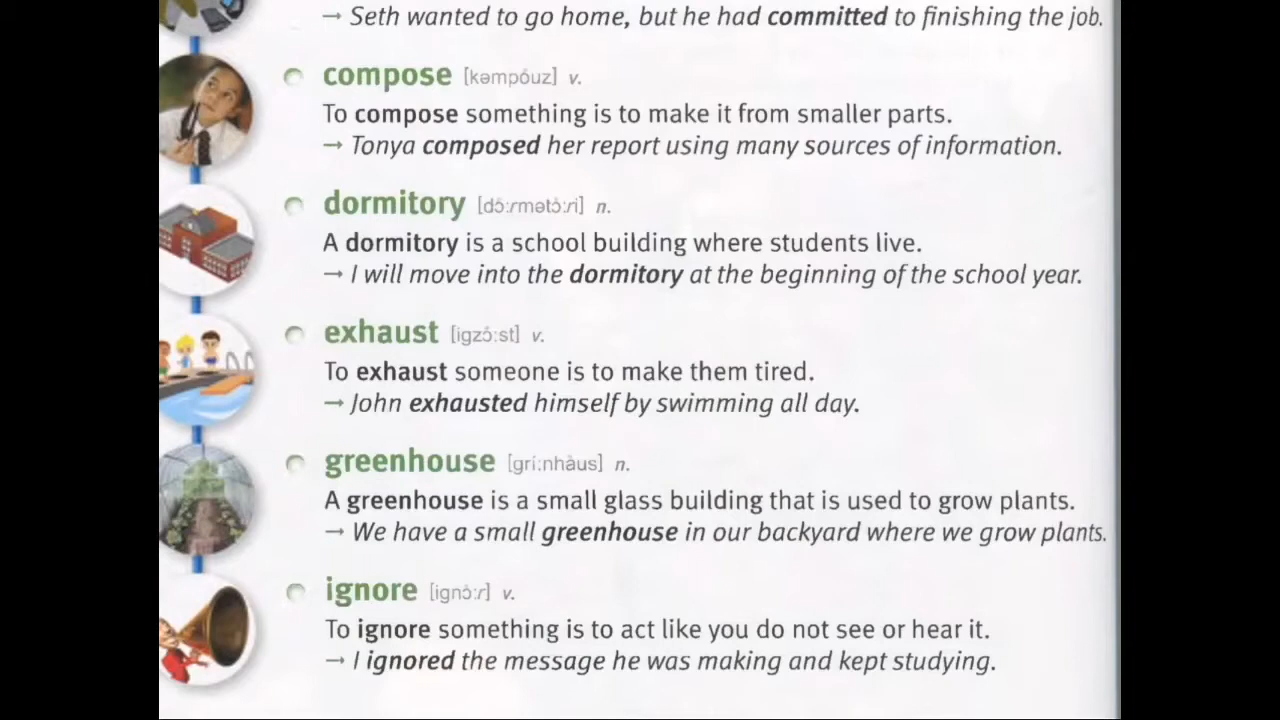 → Seth wanted to go home, but he had committed to finishing the job.
compose [kəmpóuz] v.
To compose something is to make it from smaller parts.
→ Tonya composed her report using many sources of information.
dormitory [dɔ́ːrmətɔ̀ːri] n.
A dormitory is a school building where students live.
→ I will move into the dormitory at the beginning of the school year.
exhaust [igzɔ́ːst] v.
To exhaust someone is to make them tired.
→ John exhausted himself by swimming all day.
greenhouse [gríːnhàus] n.
A greenhouse is a small glass building that is used to grow plants.
→ We have a small greenhouse in our backyard where we grow plants.
ignore [ignɔ́ːr] v.
To ignore something is to act like you do not see or hear it.
→ I ignored the message he was making and kept studying.